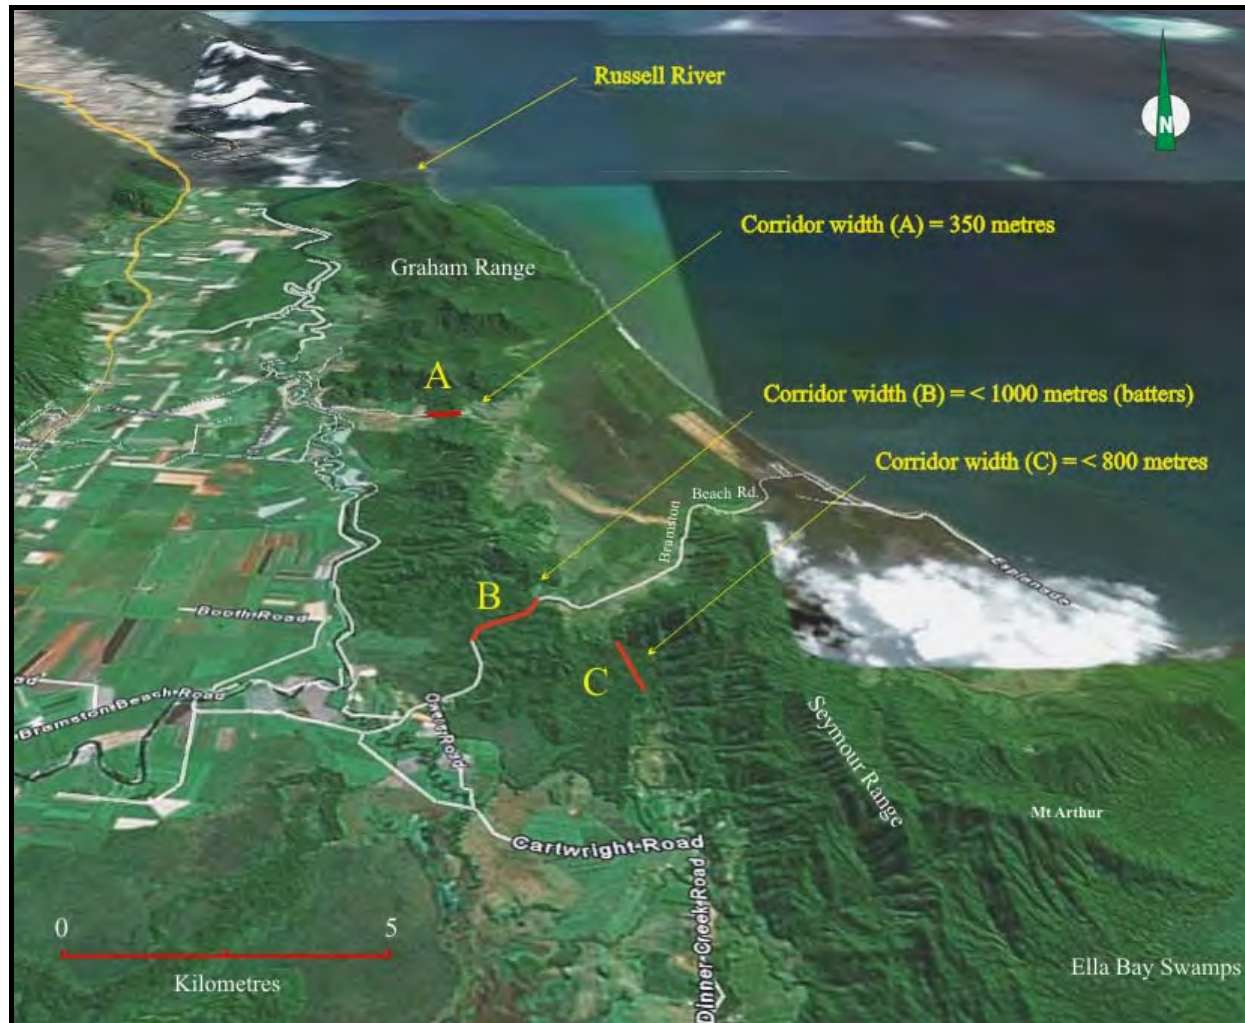 Russell River
N
Corridor width (A) = 350 metres
Graham Range
A
Corridor width (B) = < 1000 metres (batters)
Corridor width (C) = < 800 metres
Beach Rd.
Bramston
Esplanade
B
Booth Road
C
ad
Bramston Beach Road
Road
Seymour Range
Mt Arthur
Cartwright Road
Dinner Creek Road
0 5
Kilometres
Ella Bay Swamps